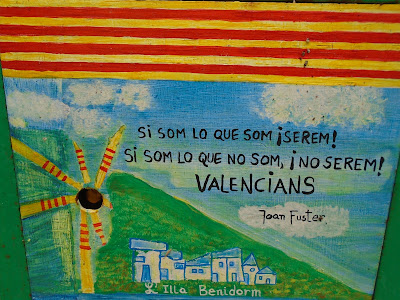 SI SOM LO QUE SOM ¡SEREM!
SI SOM LO QUE NO SOM, ¡NO SEREM!
VALENCIANS
Joan Fuster
L'Illa Benidorm